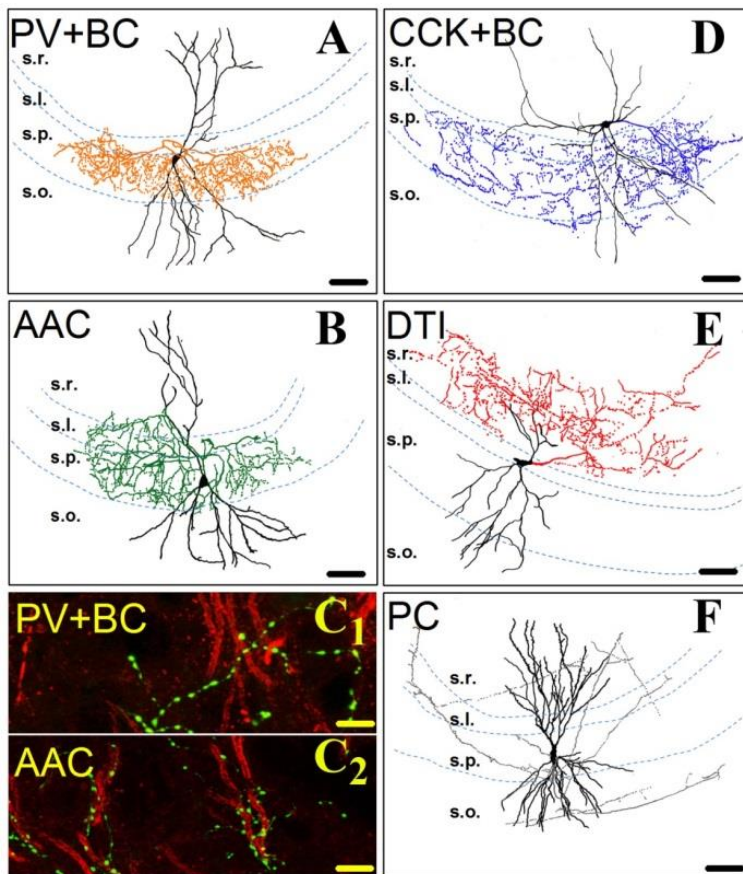 PV+BC A
s.r.
s.l.
s.p.
s.o.
CCK+BC D
s.r.
s.l.
s.p.
s.o.
AAC B
s.r.
s.l.
s.p.
s.o.
DTI E
s.r.
s.l.
s.p.
s.o.
PV+BC C1
AAC C2
PC F
s.r.
s.l.
s.p.
s.o.